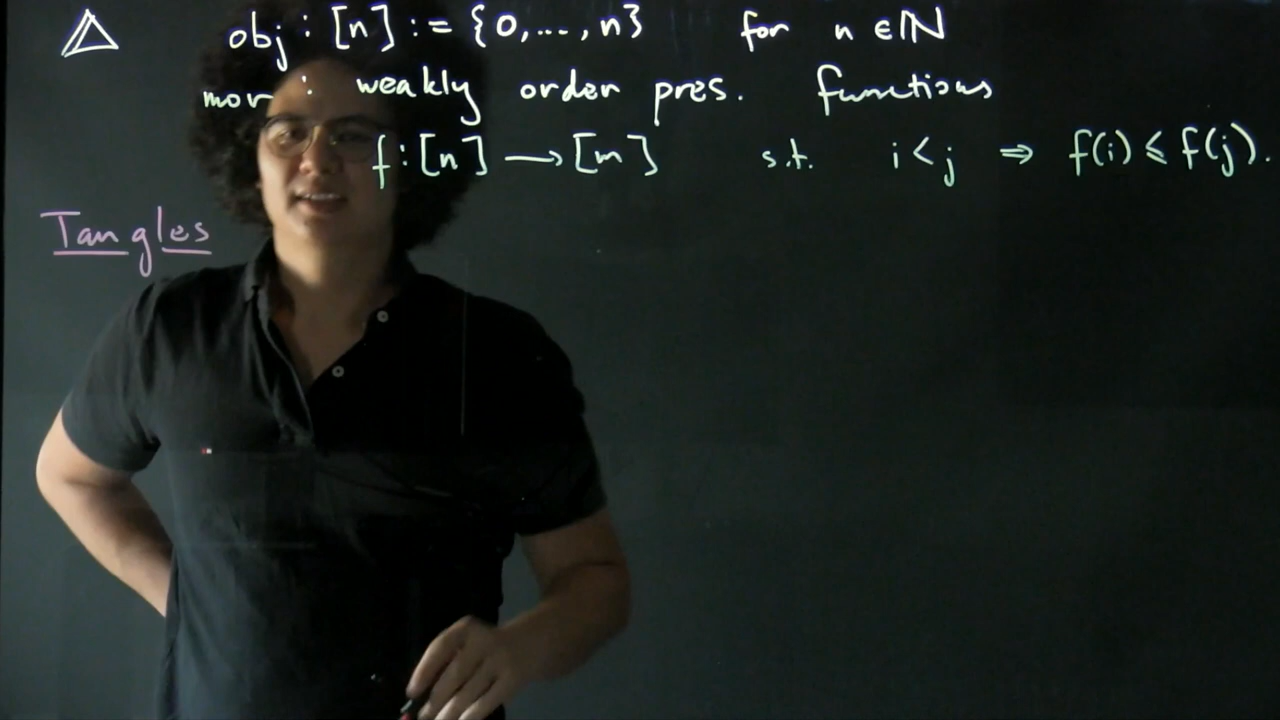 𝚫 obj : [n] := {0,...,n} for n ∈ ℕ
mor : weakly order pres. functions
f : [n] ⟶ [m] s.t. i < j ⇒ f(i) ≤ f(j).
Tangles